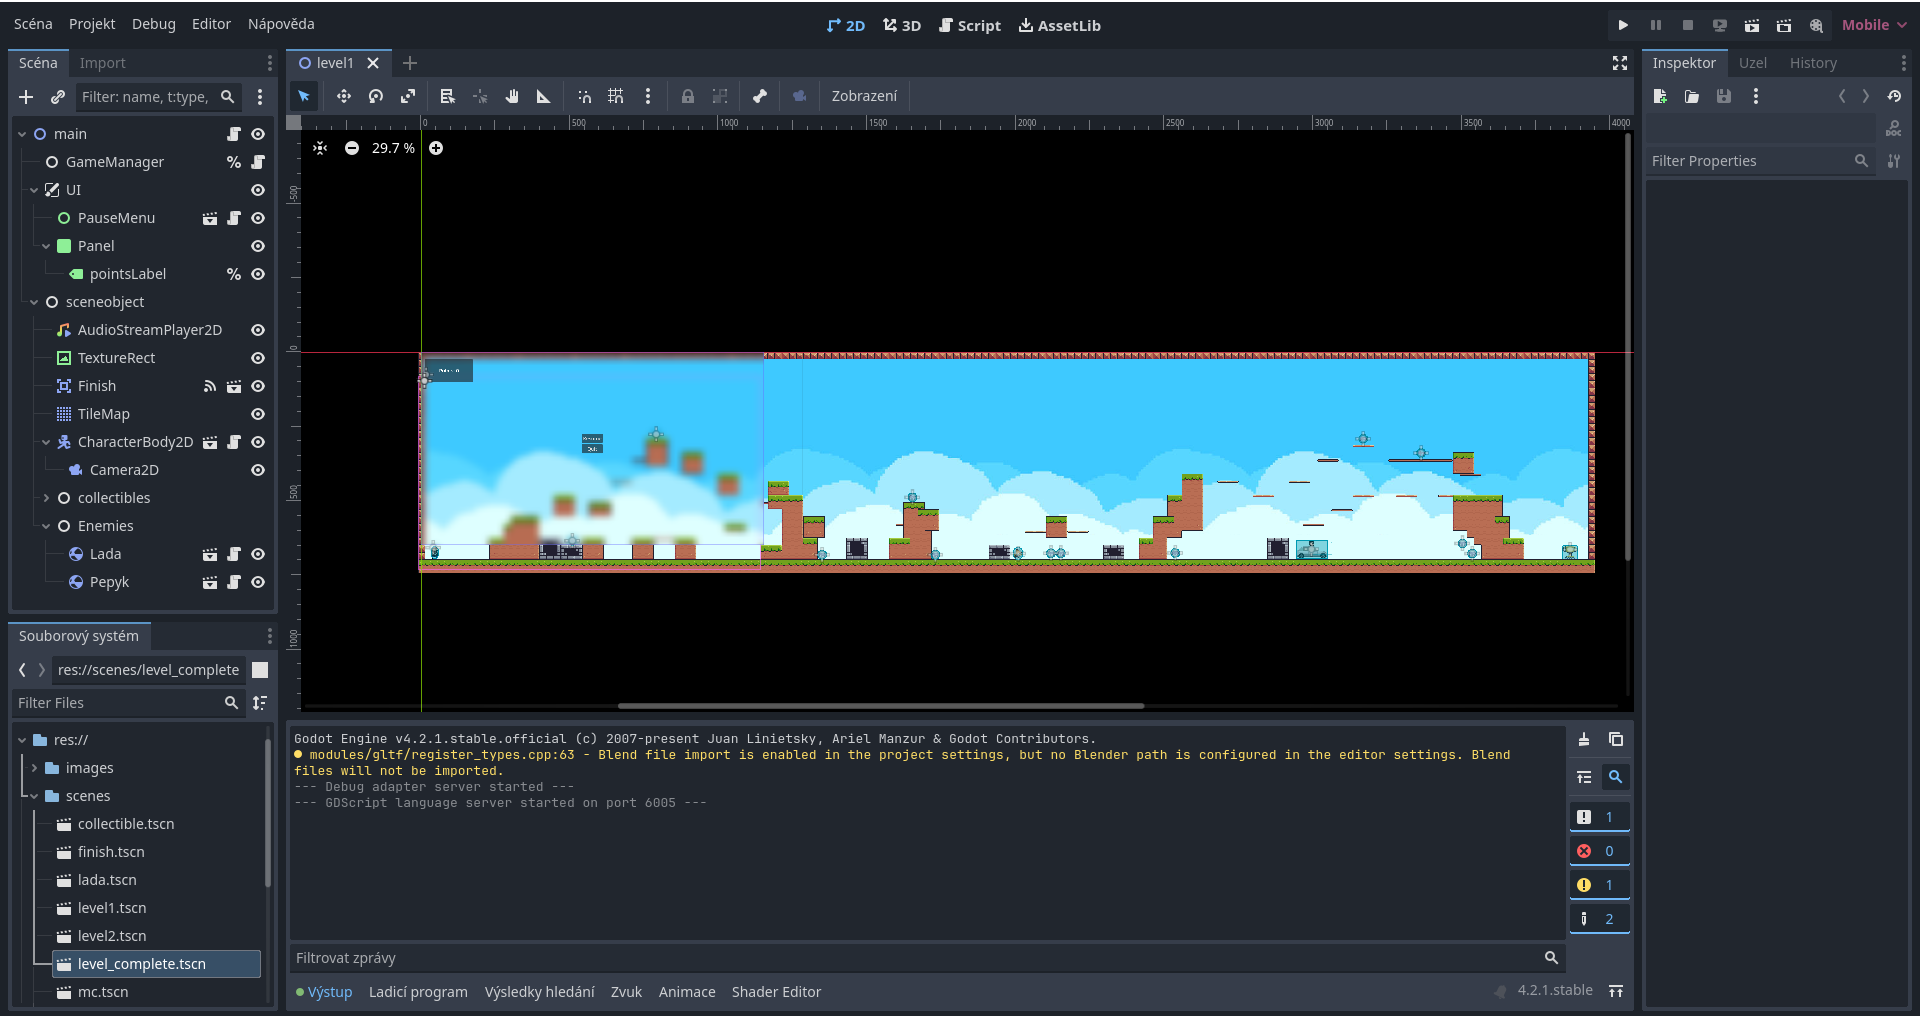 Scéna Projekt Debug Editor Nápověda
2D 3D Script AssetLib
Mobile
Scéna Import
Filter: name, t:type,
main
GameManager
UI
PauseMenu
Panel
pointsLabel
sceneobject
AudioStreamPlayer2D
TextureRect
Finish
TileMap
CharacterBody2D
Camera2D
collectibles
Enemies
Lada
Pepyk
Souborový systém
res://scenes/level_complete
Filter Files
res://
images
scenes
collectible.tscn
finish.tscn
lada.tscn
level1.tscn
level2.tscn
level_complete.tscn
mc.tscn
level1
Zobrazení
0 500 1000 1500 2000 2500 3000 3500 4000
-500
0
500
1000
29.7 %
Quit
Godot Engine v4.2.1.stable.official (c) 2007-present Juan Linietsky, Ariel Manzur & Godot Contributors.
modules/gltf/register_types.cpp:63 - Blend file import is enabled in the project settings, but no Blender path is configured in the editor settings. Blend
files will not be imported.
--- Debug adapter server started ---
--- GDScript language server started on port 6005 ---
1
0
1
2
Filtrovat zprávy
Výstup Ladicí program Výsledky hledání Zvuk Animace Shader Editor
4.2.1.stable
Inspektor Uzel History
DOC
Filter Properties